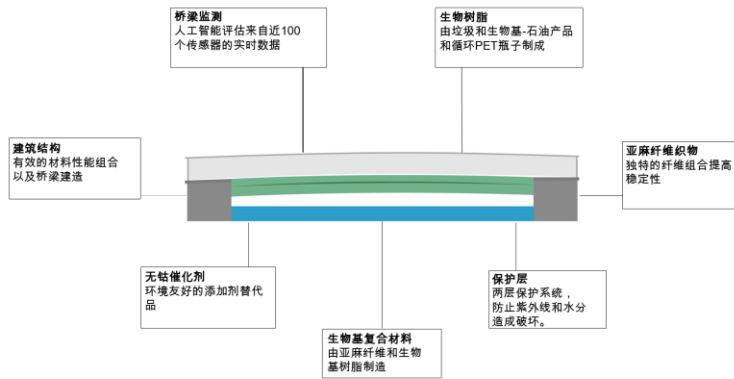 桥梁监测
人工智能评估来自近100
个传感器的实时数据
生物树脂
由垃圾和生物基-石油产品
和循环PET瓶子制成
建筑结构
有效的材料性能组合
以及桥梁建造
亚麻纤维织物
独特的纤维组合提高
稳定性
无钴催化剂
环境友好的添加剂替代
品
生物基复合材料
由亚麻纤维和生物
基树脂制造
保护层
两层保护系统，
防止紫外线和水分
造成破坏。